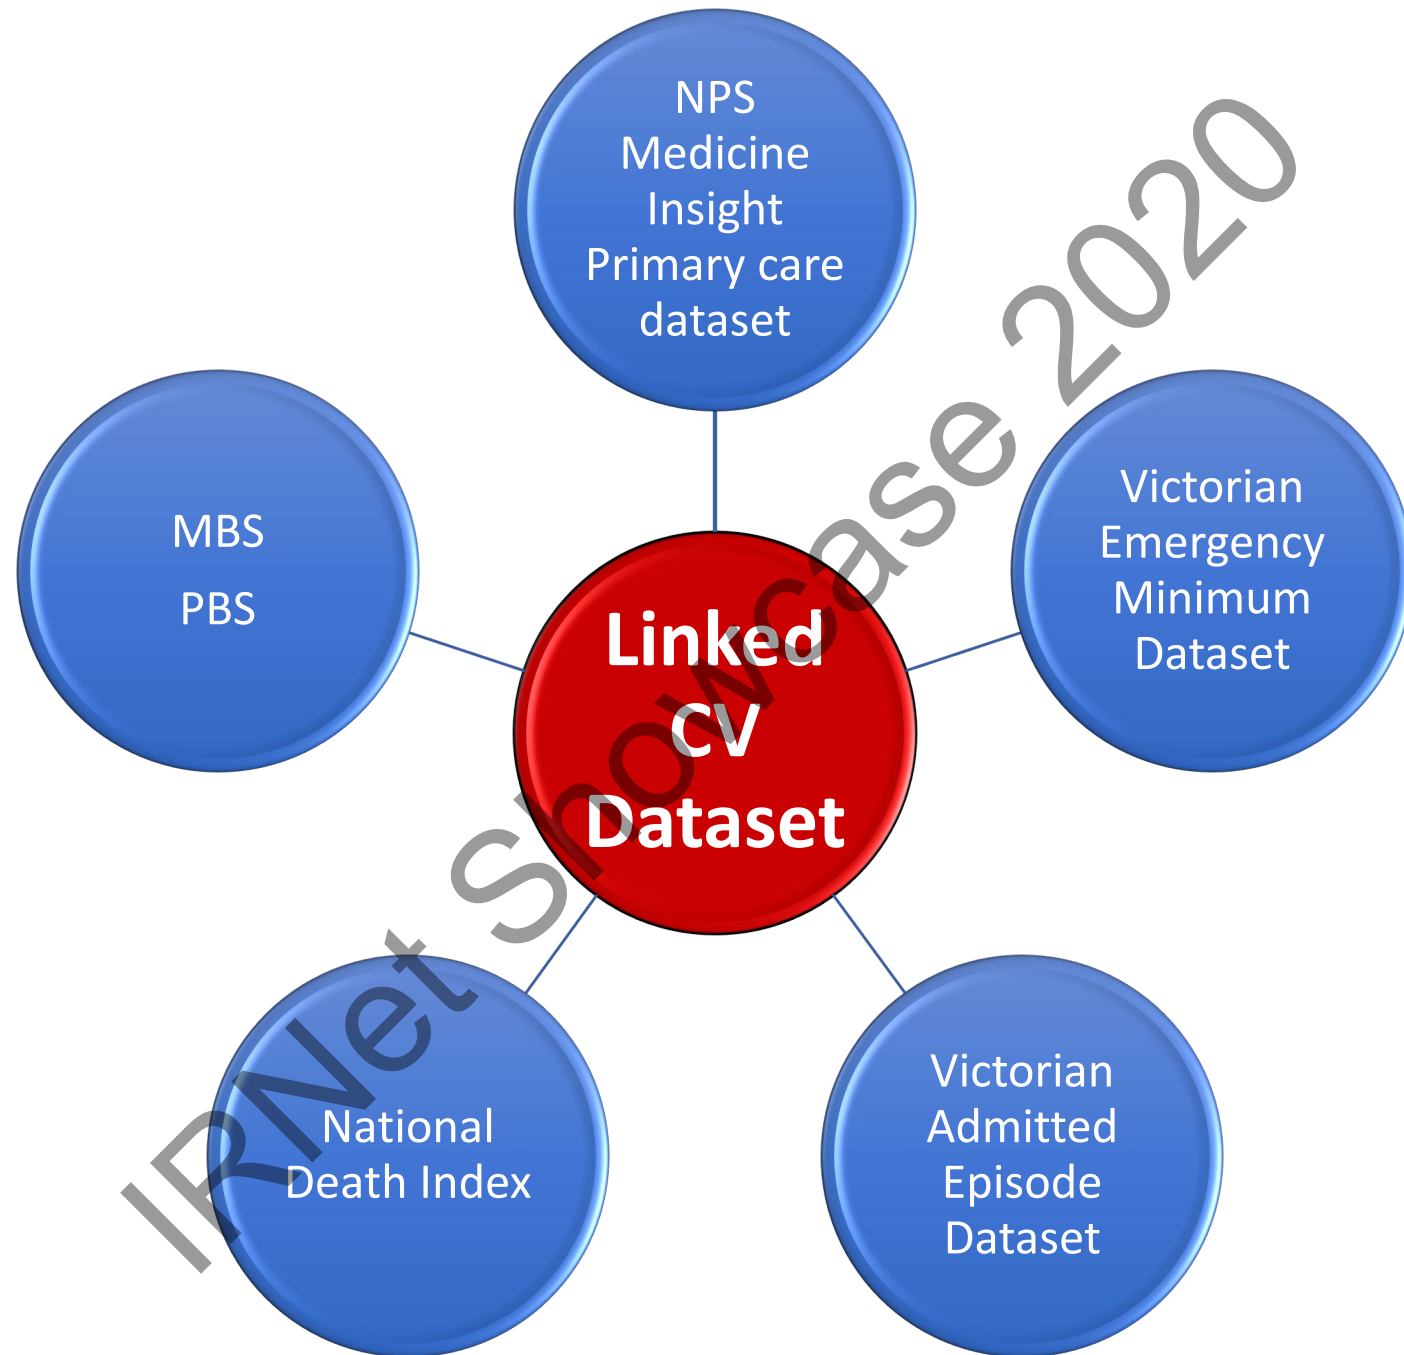 NPS
Medicine
Insight
Primary care
dataset
Victorian
Emergency
Minimum
Dataset
MBS
PBS
Linked
CV
Dataset
Victorian
Admitted
Episode
Dataset
National
Death Index
IRNet Showcase 2020